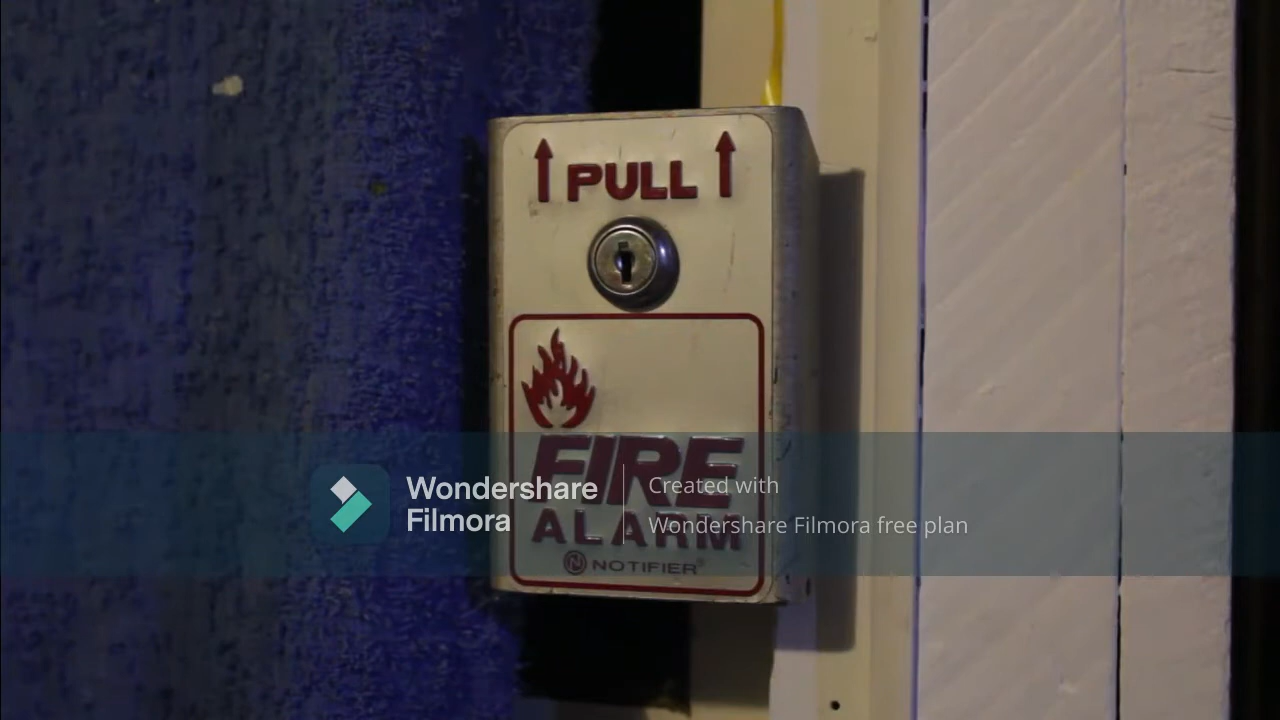 PULL
FIRE
ALARM
NOTIFIER®
Wondershare
Filmora
Created with
Wondershare Filmora free plan